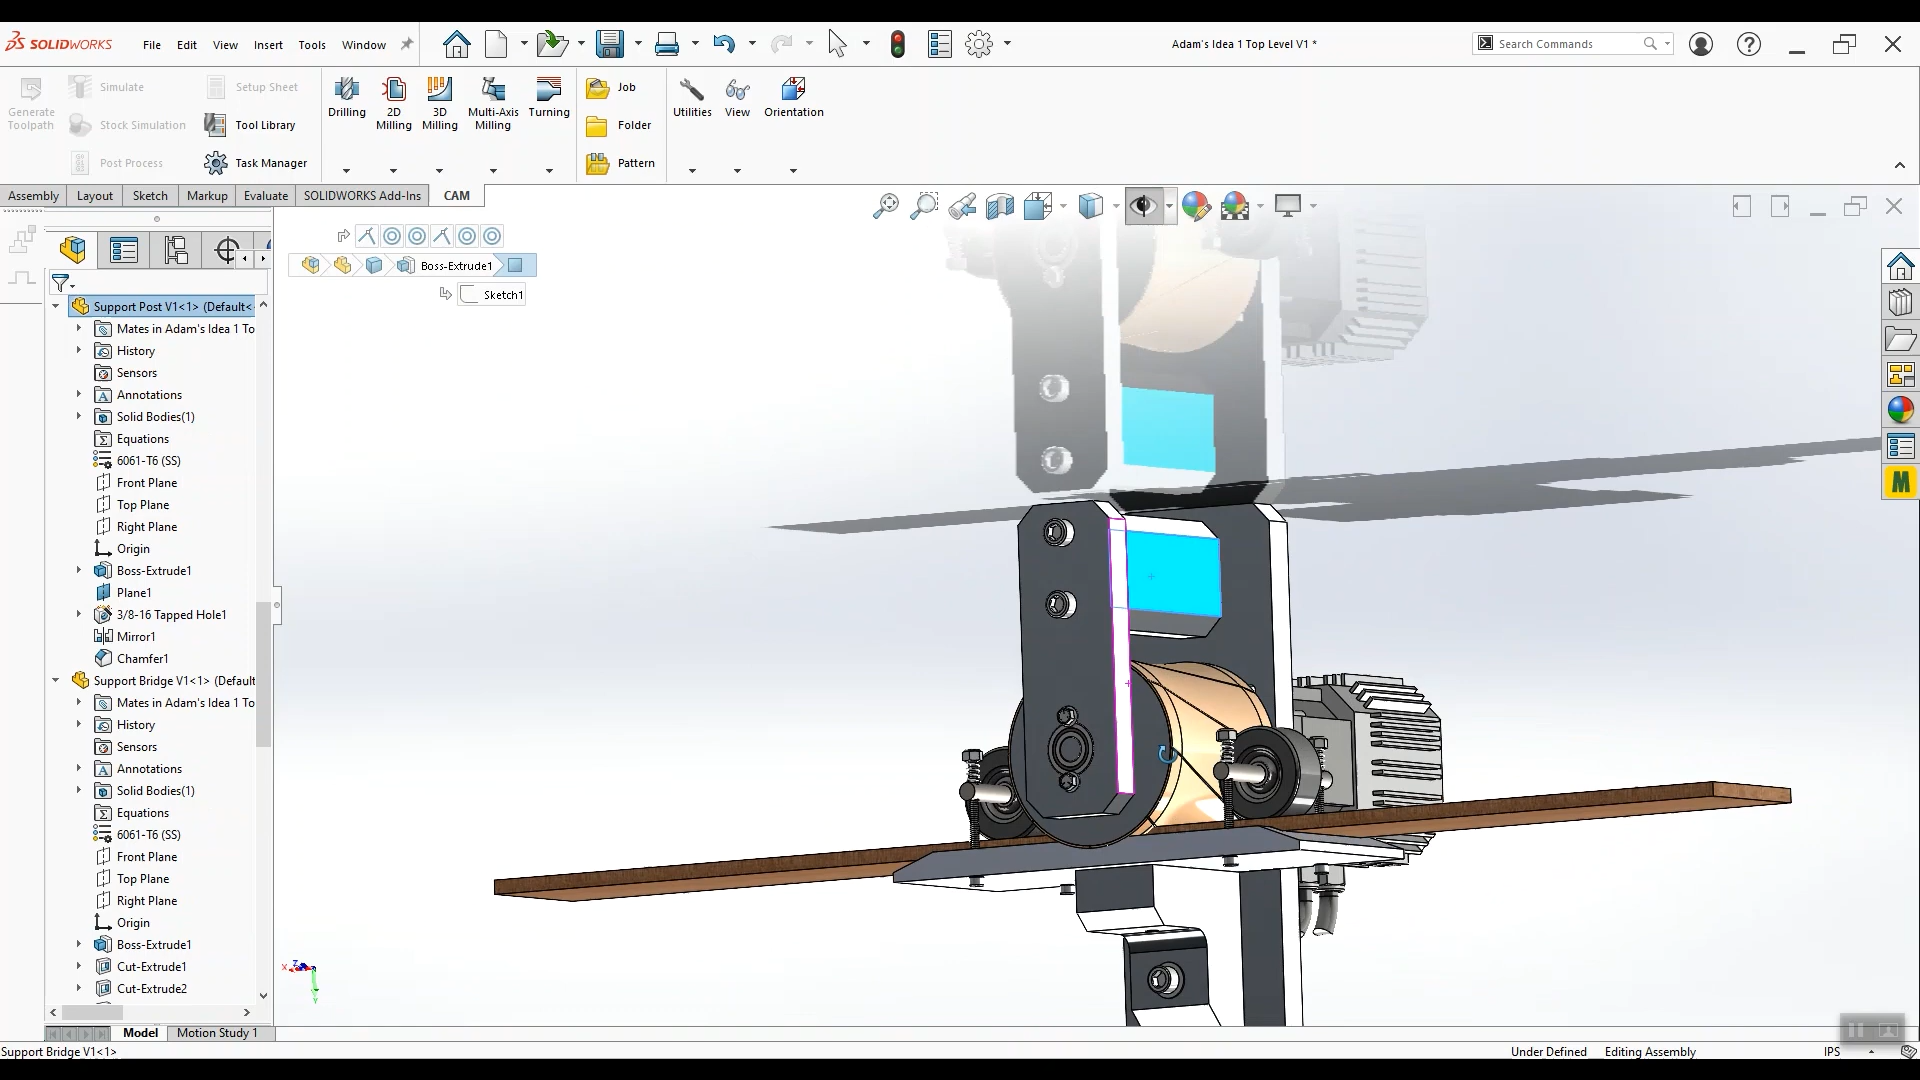 SOLIDWORKS File Edit View Insert Tools Window Adam's Idea 1 Top Level V1 * Search Commands
Generate Toolpath
Simulate
Stock Simulation
Post Process
Setup Sheet
Tool Library
Task Manager
Drilling
2D Milling
3D Milling
Multi-Axis Milling
Turning
Job
Folder
Pattern
Utilities
View
Orientation
Assembly Layout Sketch Markup Evaluate SOLIDWORKS Add-Ins CAM
Boss-Extrude1
Sketch1
Support Post V1<1> (Default<
Mates in Adam's Idea 1 To
History
Sensors
Annotations
Solid Bodies(1)
Equations
6061-T6 (SS)
Front Plane
Top Plane
Right Plane
Origin
Boss-Extrude1
Plane1
3/8-16 Tapped Hole1
Mirror1
Chamfer1
Support Bridge V1<1> (Default
Mates in Adam's Idea 1 To
History
Sensors
Annotations
Solid Bodies(1)
Equations
6061-T6 (SS)
Front Plane
Top Plane
Right Plane
Origin
Boss-Extrude1
Cut-Extrude1
Cut-Extrude2
M
x z
Y
Model Motion Study 1
Support Bridge V1<1> Under Defined Editing Assembly IPS